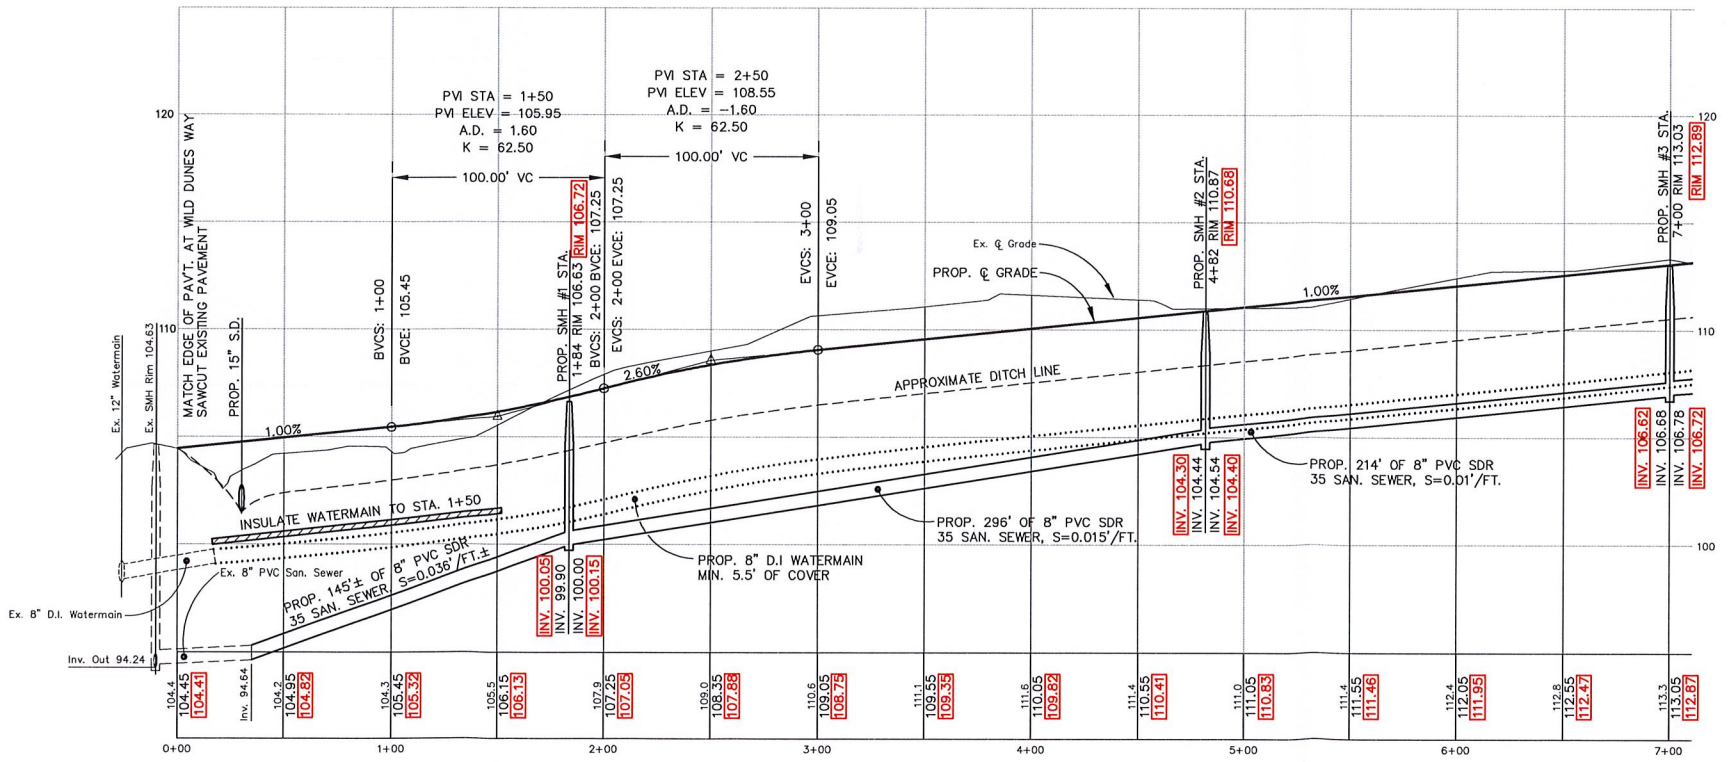 PVI STA = 1+50
PVI ELEV = 105.95
A.D. = 1.60
K = 62.50
100.00' VC
PVI STA = 2+50
PVI ELEV = 108.55
A.D. = -1.60
K = 62.50
100.00' VC
120
110
120
110
100
Ex. 12" Watermain
Ex. SMH Rim 104.63
MATCH EDGE OF PAV'T. AT WILD DUNES WAY
SAWCUT EXISTING PAVEMENT
PROP. 15" S.D.
BVCS: 1+00
BVCE: 105.45
PROP. SMH #1 STA.
1+84 RIM 106.63
RIM 106.72
BVCS: 2+00 BVCE: 107.25
EVCS: 2+00 EVCE: 107.25
EVCS: 3+00
EVCE: 109.05
Ex. ℄ Grade
PROP. ℄ GRADE
PROP. SMH #2 STA.
4+82 RIM 110.87
RIM 110.68
PROP. SMH #3 STA.
7+00 RIM 113.03
RIM 112.89
1.00%
2.60%
1.00%
APPROXIMATE DITCH LINE
INSULATE WATERMAIN TO STA. 1+50
Ex. 8" PVC San. Sewer
PROP. 145'± OF 8" PVC SDR
35 SAN. SEWER, S=0.036'/FT.±
Ex. 8" D.I. Watermain
Inv. Out 94.24
INV. 100.05
INV. 99.90
INV. 100.00
INV. 100.15
PROP. 8" D.I WATERMAIN
MIN. 5.5' OF COVER
PROP. 296' OF 8" PVC SDR
35 SAN. SEWER, S=0.015'/FT.
INV. 104.30
INV. 104.44
INV. 104.54
INV. 104.40
PROP. 214' OF 8" PVC SDR
35 SAN. SEWER, S=0.01'/FT.
INV. 106.62
INV. 106.68
INV. 106.78
INV. 106.72
104.4
104.45
104.41
Inv. 94.64
104.2
104.95
104.82
104.3
105.45
105.32
105.5
106.15
106.13
107.9
107.25
107.05
109.0
108.35
107.88
110.6
109.05
108.75
111.1
109.55
109.35
111.6
110.05
109.82
111.4
110.55
110.41
111.0
111.05
110.83
111.4
111.55
111.46
112.4
112.05
111.95
112.8
112.55
112.47
113.3
113.05
112.87
0+00
1+00
2+00
3+00
4+00
5+00
6+00
7+00